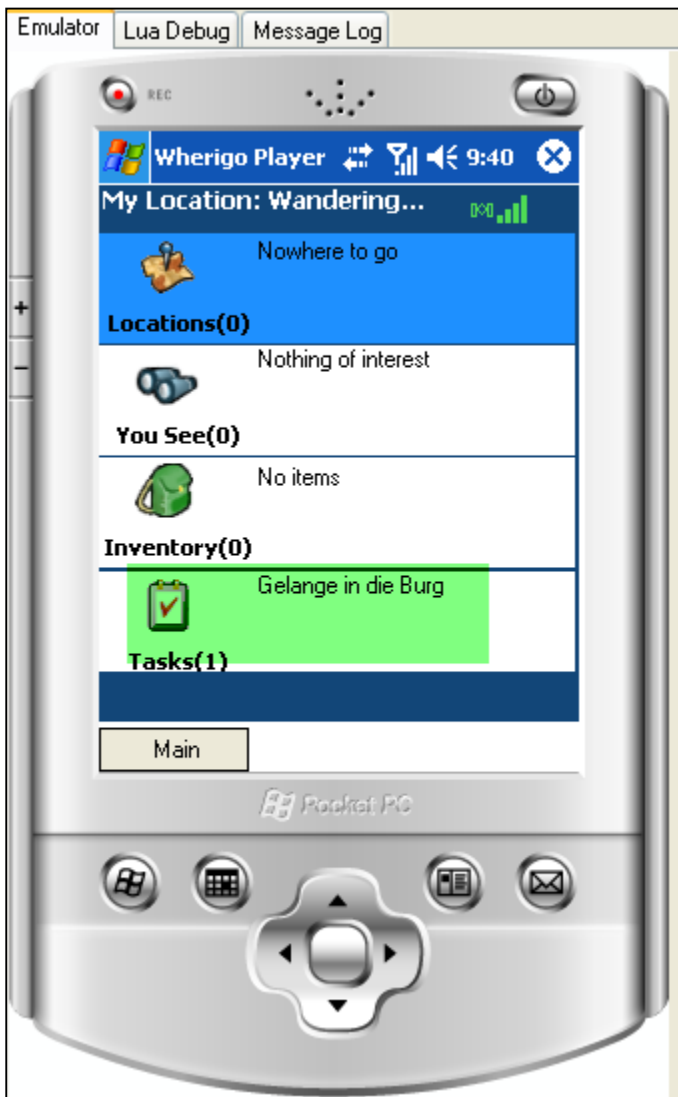 Emulator Lua Debug Message Log
REC
Wherigo Player 9:40
My Location: Wandering...
Nowhere to go
Locations(0)
Nothing of interest
You See(0)
No items
Inventory(0)
Gelange in die Burg
Tasks(1)
Main
Pocket PC
+
-